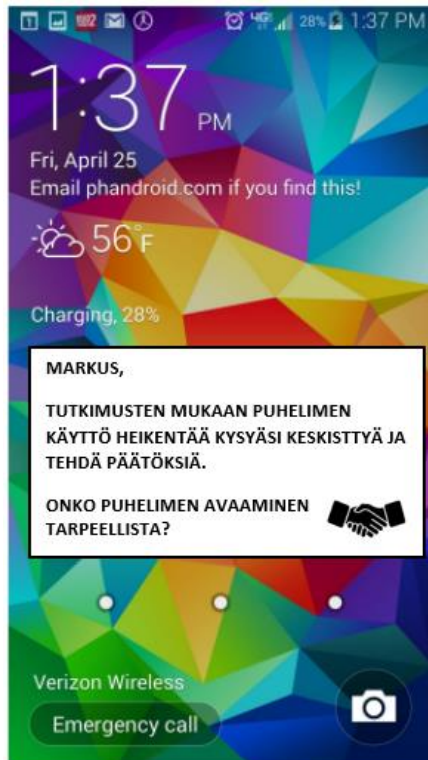 4G 28% 1:37 PM
1:37 PM
Fri, April 25
Email phandroid.com if you find this!
56°F
Charging, 28%
MARKUS,
TUTKIMUSTEN MUKAAN PUHELIMEN
KÄYTTÖ HEIKENTÄÄ KYSYÄSI KESKISTTYÄ JA
TEHDÄ PÄÄTÖKSIÄ.
ONKO PUHELIMEN AVAAMINEN
TARPEELLISTA?
Verizon Wireless
Emergency call